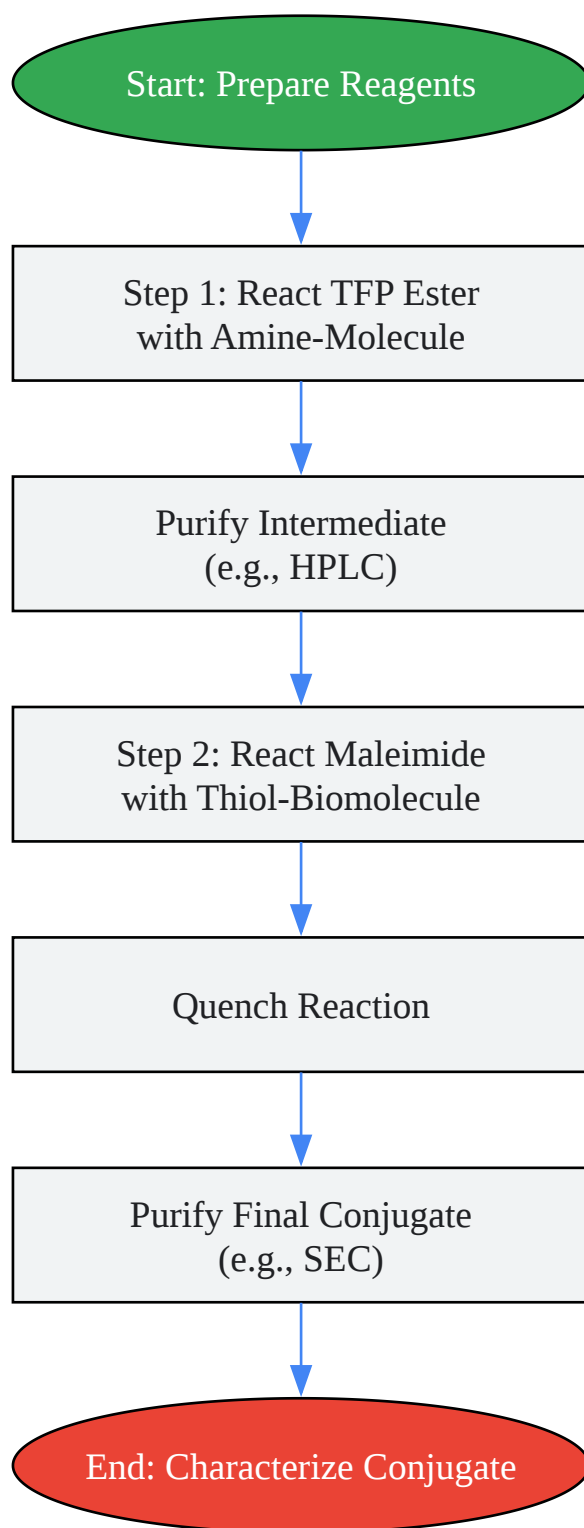 Start: Prepare Reagents
Step 1: React TFP Ester
with Amine-Molecule
Purify Intermediate
(e.g., HPLC)
Step 2: React Maleimide
with Thiol-Biomolecule
Quench Reaction
Purify Final Conjugate
(e.g., SEC)
End: Characterize Conjugate